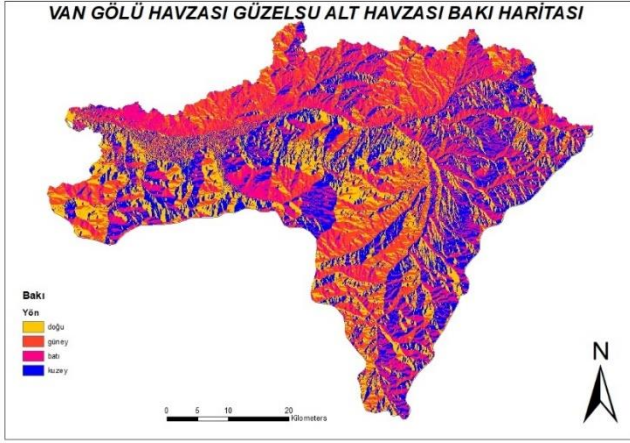 VAN GÖLÜ HAVZASI GÜZELSU ALT HAVZASI BAKI HARİTASI
Bakı
Yön
doğu
güney
batı
kuzey
0 5 10 20
Kilometers
N